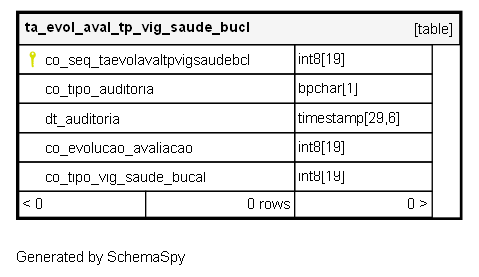 ta_evol_aval_tp_vig_saude_bucl [table]
co_seq_taevolavaltpvigsaudebcl int8[19]
co_tipo_auditoria bpchar[1]
dt_auditoria timestamp[29,6]
co_evolucao_avaliacao int8[19]
co_tipo_vig_saude_bucal int8[19]
< 0 0 rows 0 >
Generated by SchemaSpy